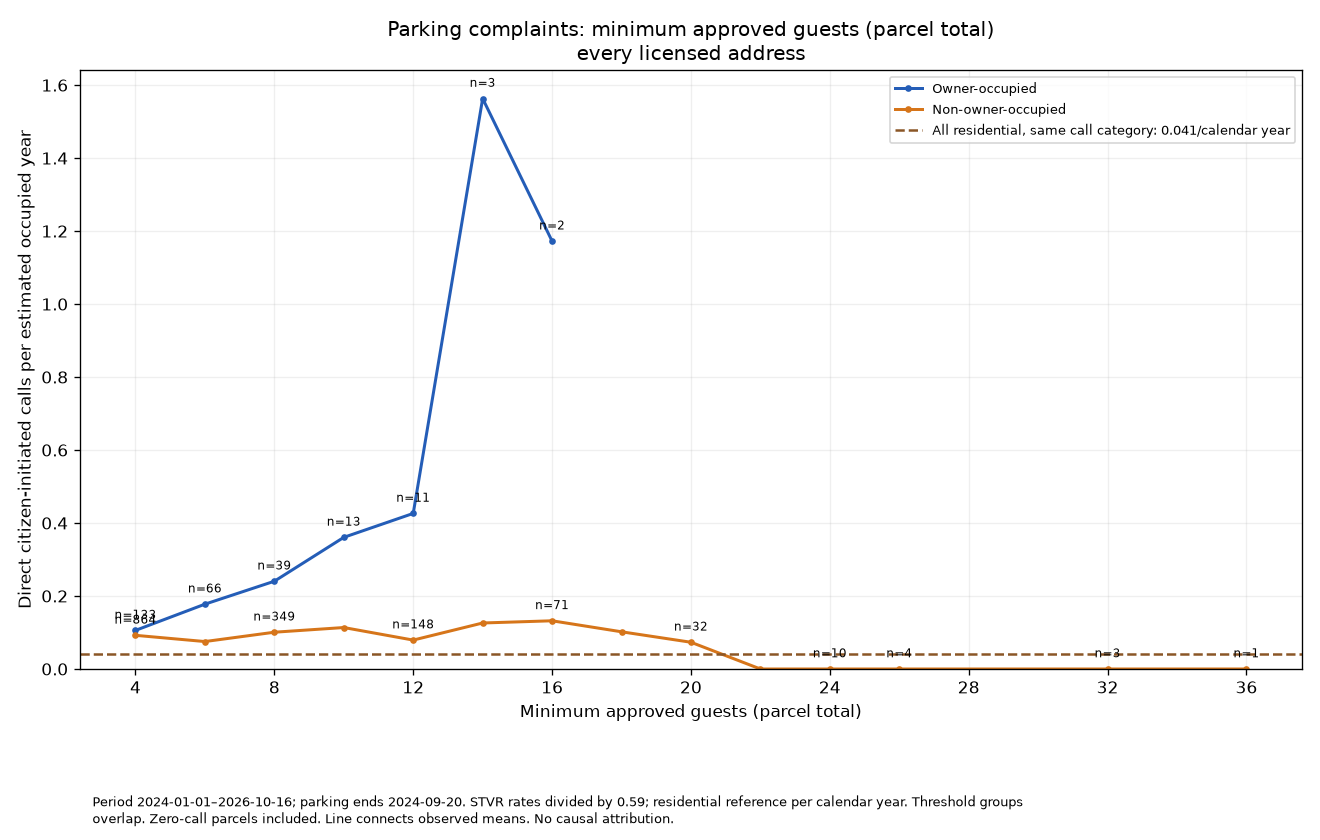 Parking complaints: minimum approved guests (parcel total)
every licensed address
Direct citizen-initiated calls per estimated occupied year
1.6
1.4
1.2
1.0
0.8
0.6
0.4
0.2
0.0
Owner-occupied
Non-owner-occupied
All residential, same call category: 0.041/calendar year
n=3
n=2
n=11
n=13
n=39
n=66
n=133
n=864
n=349
n=148
n=71
n=32
n=10
n=4
n=3
n=1
4
8
12
16
20
24
28
32
36
Minimum approved guests (parcel total)
Period 2024-01-01–2026-10-16; parking ends 2024-09-20. STVR rates divided by 0.59; residential reference per calendar year. Threshold groups
overlap. Zero-call parcels included. Line connects observed means. No causal attribution.